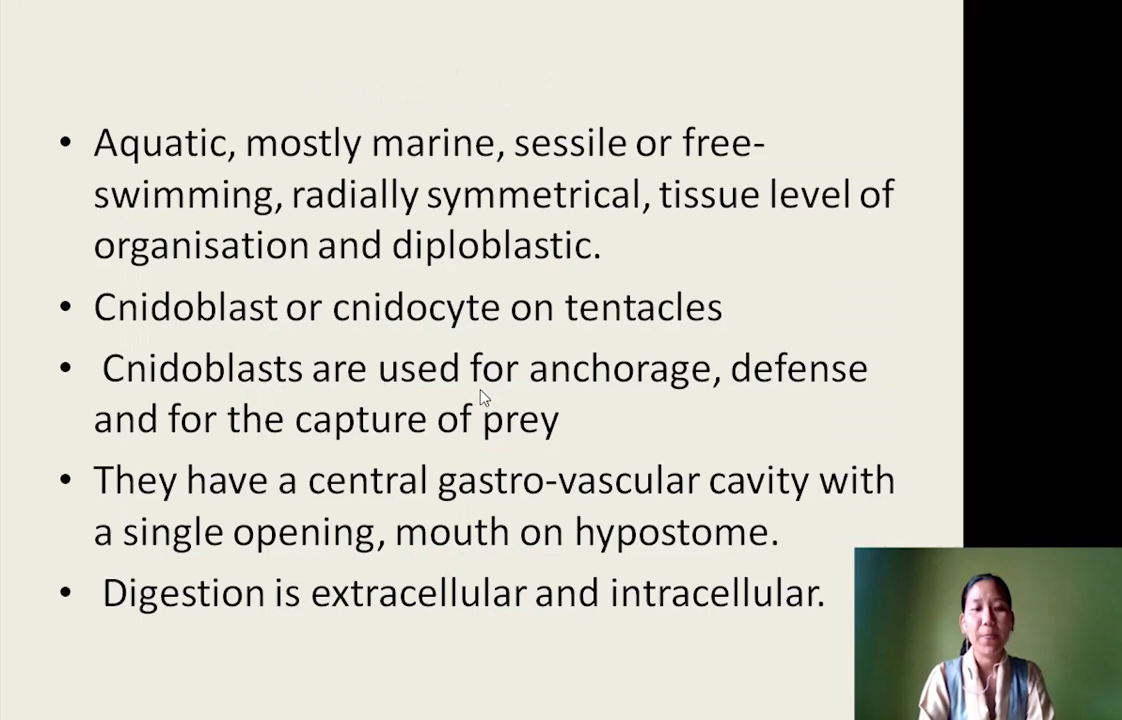 • Aquatic, mostly marine, sessile or free-
swimming, radially symmetrical, tissue level of
organisation and diploblastic.
• Cnidoblast or cnidocyte on tentacles
• Cnidoblasts are used for anchorage, defense
and for the capture of prey
• They have a central gastro-vascular cavity with
a single opening, mouth on hypostome.
• Digestion is extracellular and intracellular.